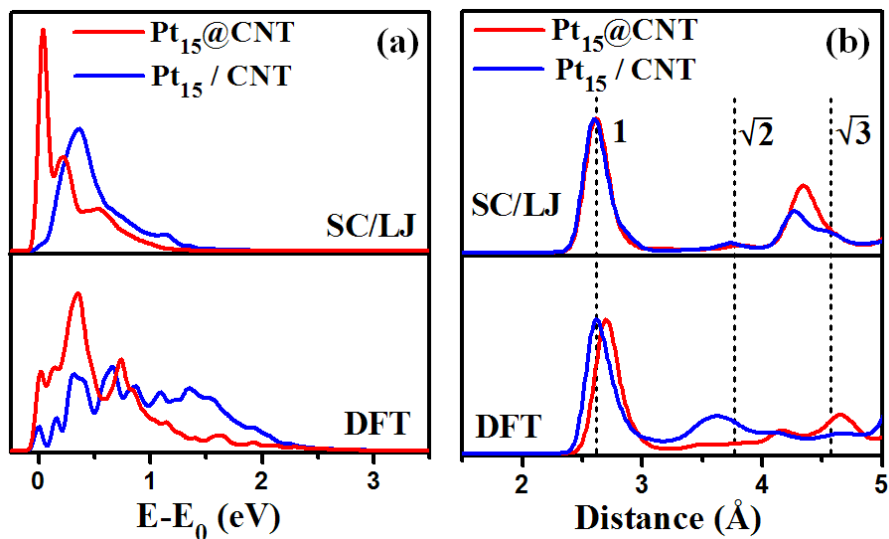 Pt₁₅@CNT
Pt₁₅ / CNT
(a)
SC/LJ
DFT
0 1 2 3
E-E₀ (eV)
Pt₁₅@CNT
Pt₁₅ / CNT
(b)
1 √2 √3
SC/LJ
DFT
2 3 4 5
Distance (Å)